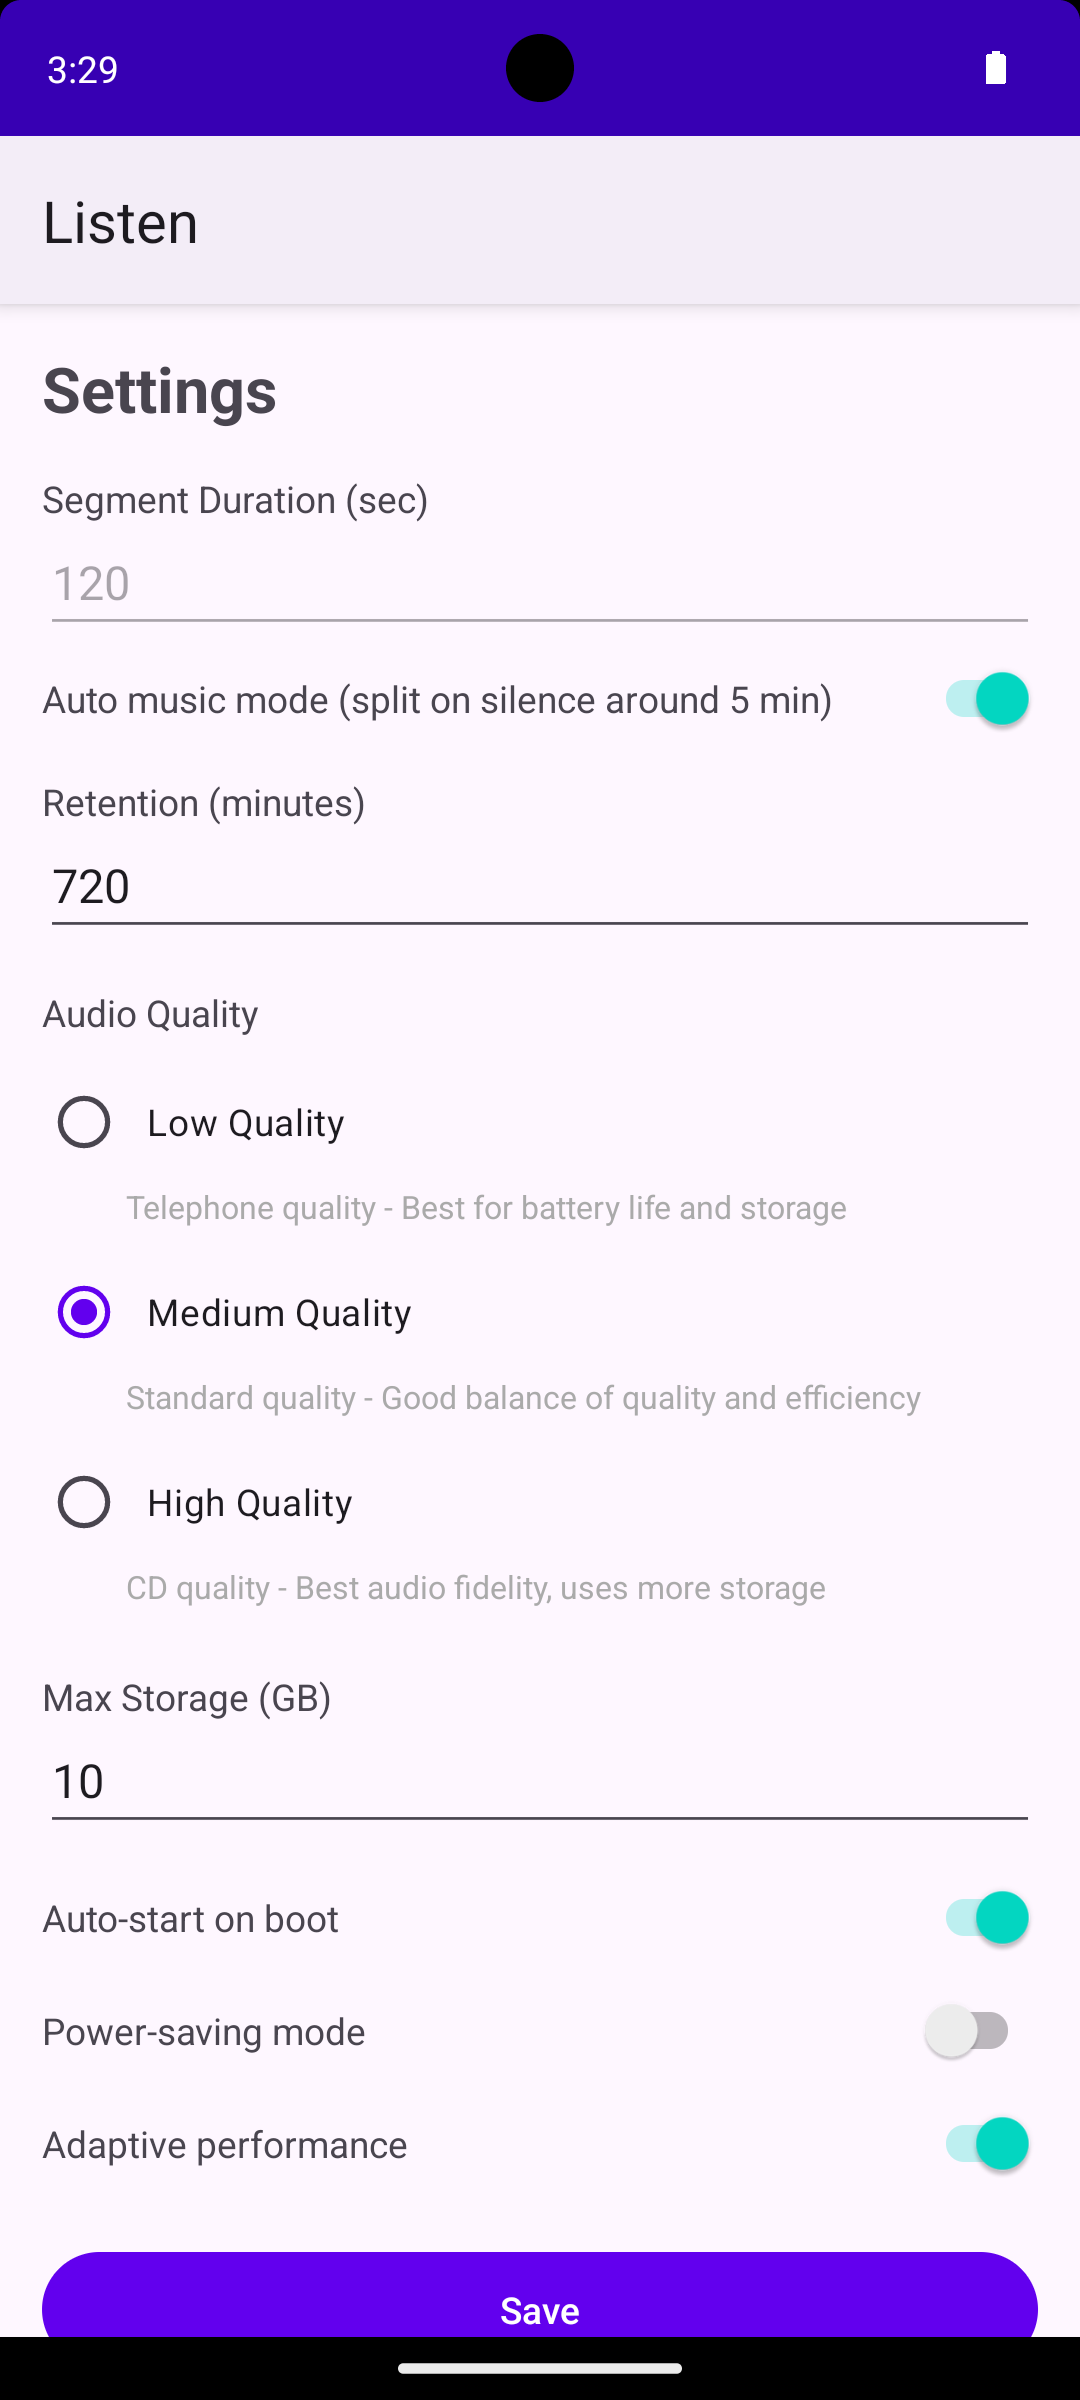 3:29
Listen
Settings
Segment Duration (sec)
120
Auto music mode (split on silence around 5 min)
Retention (minutes)
720
Audio Quality
Low Quality
Telephone quality - Best for battery life and storage
Medium Quality
Standard quality - Good balance of quality and efficiency
High Quality
CD quality - Best audio fidelity, uses more storage
Max Storage (GB)
10
Auto-start on boot
Power-saving mode
Adaptive performance
Save